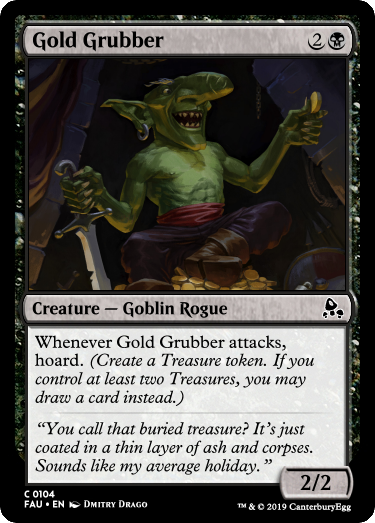 Gold Grubber 2
Creature — Goblin Rogue
Whenever Gold Grubber attacks,
hoard. (Create a Treasure token. If you
control at least two Treasures, you may
draw a card instead.)
“You call that buried treasure? It’s just
coated in a thin layer of ash and corpses.
Sounds like my average holiday.”
2/2
C 0104
FAU • EN Dmitry Drago
™ & © 2019 CanterburyEgg